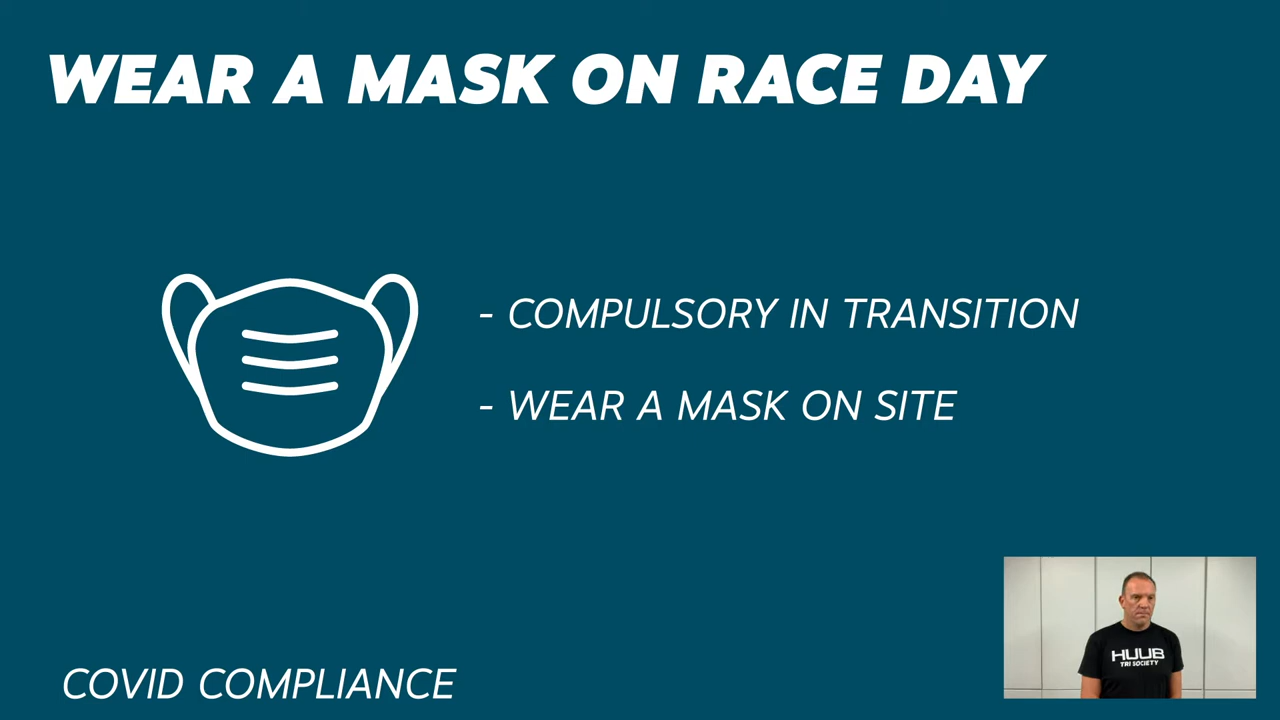 WEAR A MASK ON RACE DAY
- COMPULSORY IN TRANSITION
- WEAR A MASK ON SITE
HUUB
TRI SOCIETY
COVID COMPLIANCE